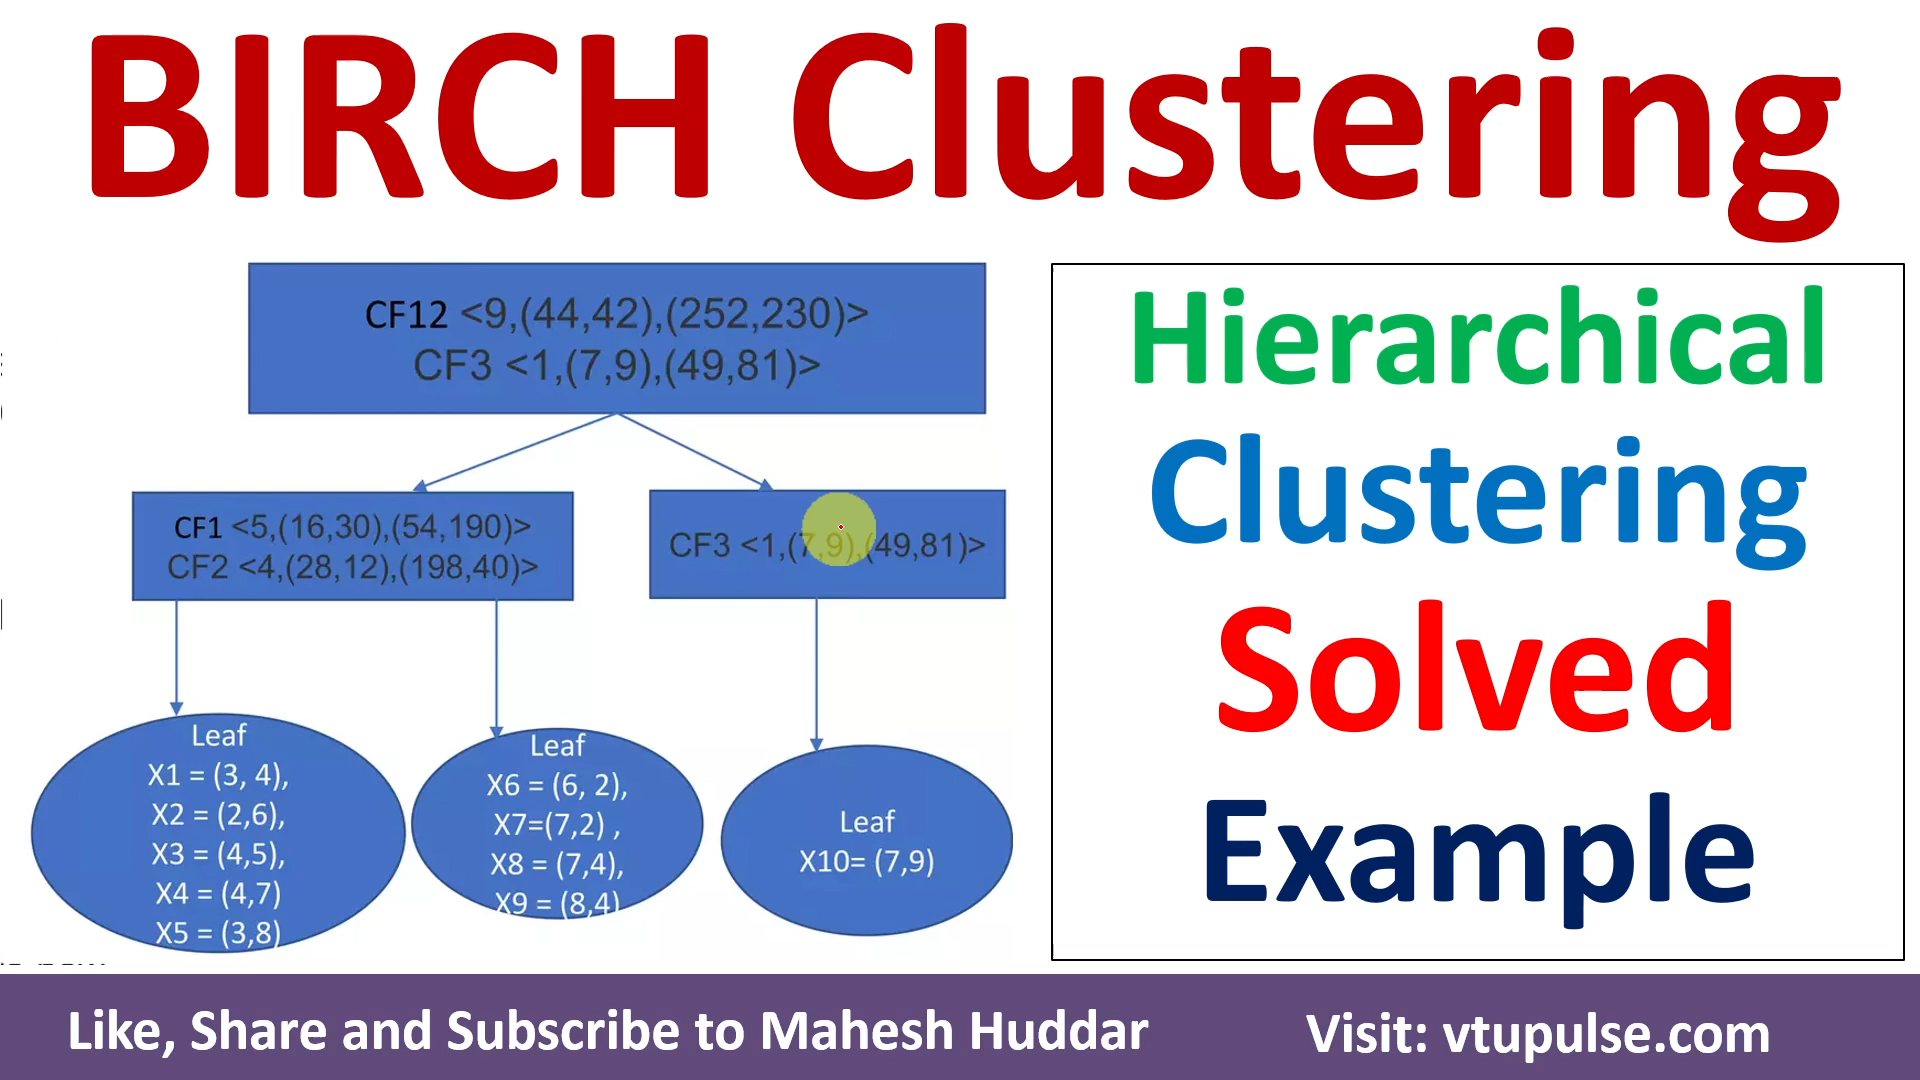 BIRCH Clustering
CF12 <9,(44,42),(252,230)>
CF3 <1,(7,9),(49,81)>
CF1 <5,(16,30),(54,190)>
CF2 <4,(28,12),(198,40)>
CF3 <1,(7,9),(49,81)>
Leaf
X1 = (3, 4),
X2 = (2,6),
X3 = (4,5),
X4 = (4,7)
X5 = (3,8)
Leaf
X6 = (6, 2),
X7=(7,2) ,
X8 = (7,4),
X9 = (8,4)
Leaf
X10= (7,9)
Hierarchical
Clustering
Solved
Example
Like, Share and Subscribe to Mahesh Huddar
Visit: vtupulse.com